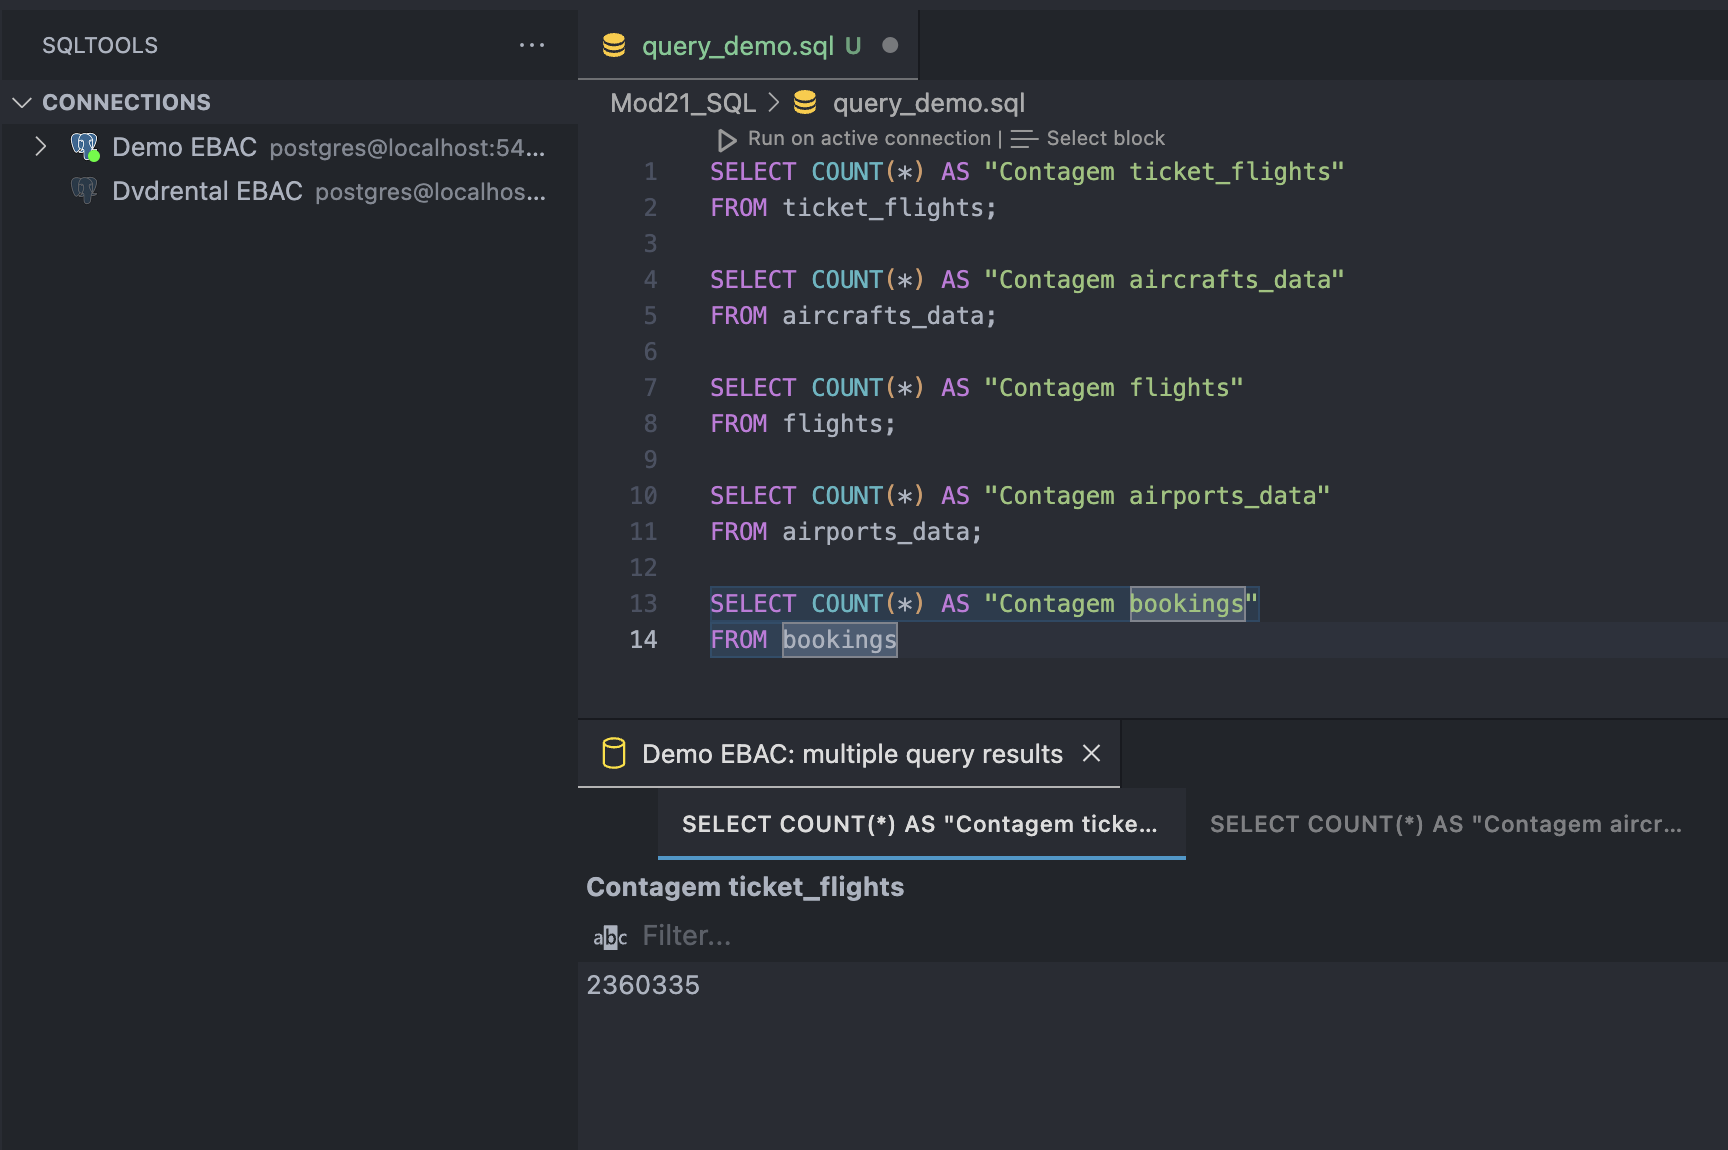 SQLTOOLS
CONNECTIONS
Demo EBAC postgres@localhost:54...
Dvdrental EBAC postgres@localhos...
query_demo.sql U
Mod21_SQL > query_demo.sql
Run on active connection | Select block
1 SELECT COUNT(*) AS "Contagem ticket_flights"
2 FROM ticket_flights;
3
4 SELECT COUNT(*) AS "Contagem aircrafts_data"
5 FROM aircrafts_data;
6
7 SELECT COUNT(*) AS "Contagem flights"
8 FROM flights;
9
10 SELECT COUNT(*) AS "Contagem airports_data"
11 FROM airports_data;
12
13 SELECT COUNT(*) AS "Contagem bookings"
14 FROM bookings
Demo EBAC: multiple query results
SELECT COUNT(*) AS "Contagem ticke... SELECT COUNT(*) AS "Contagem aircr...
Contagem ticket_flights
abc Filter...
2360335